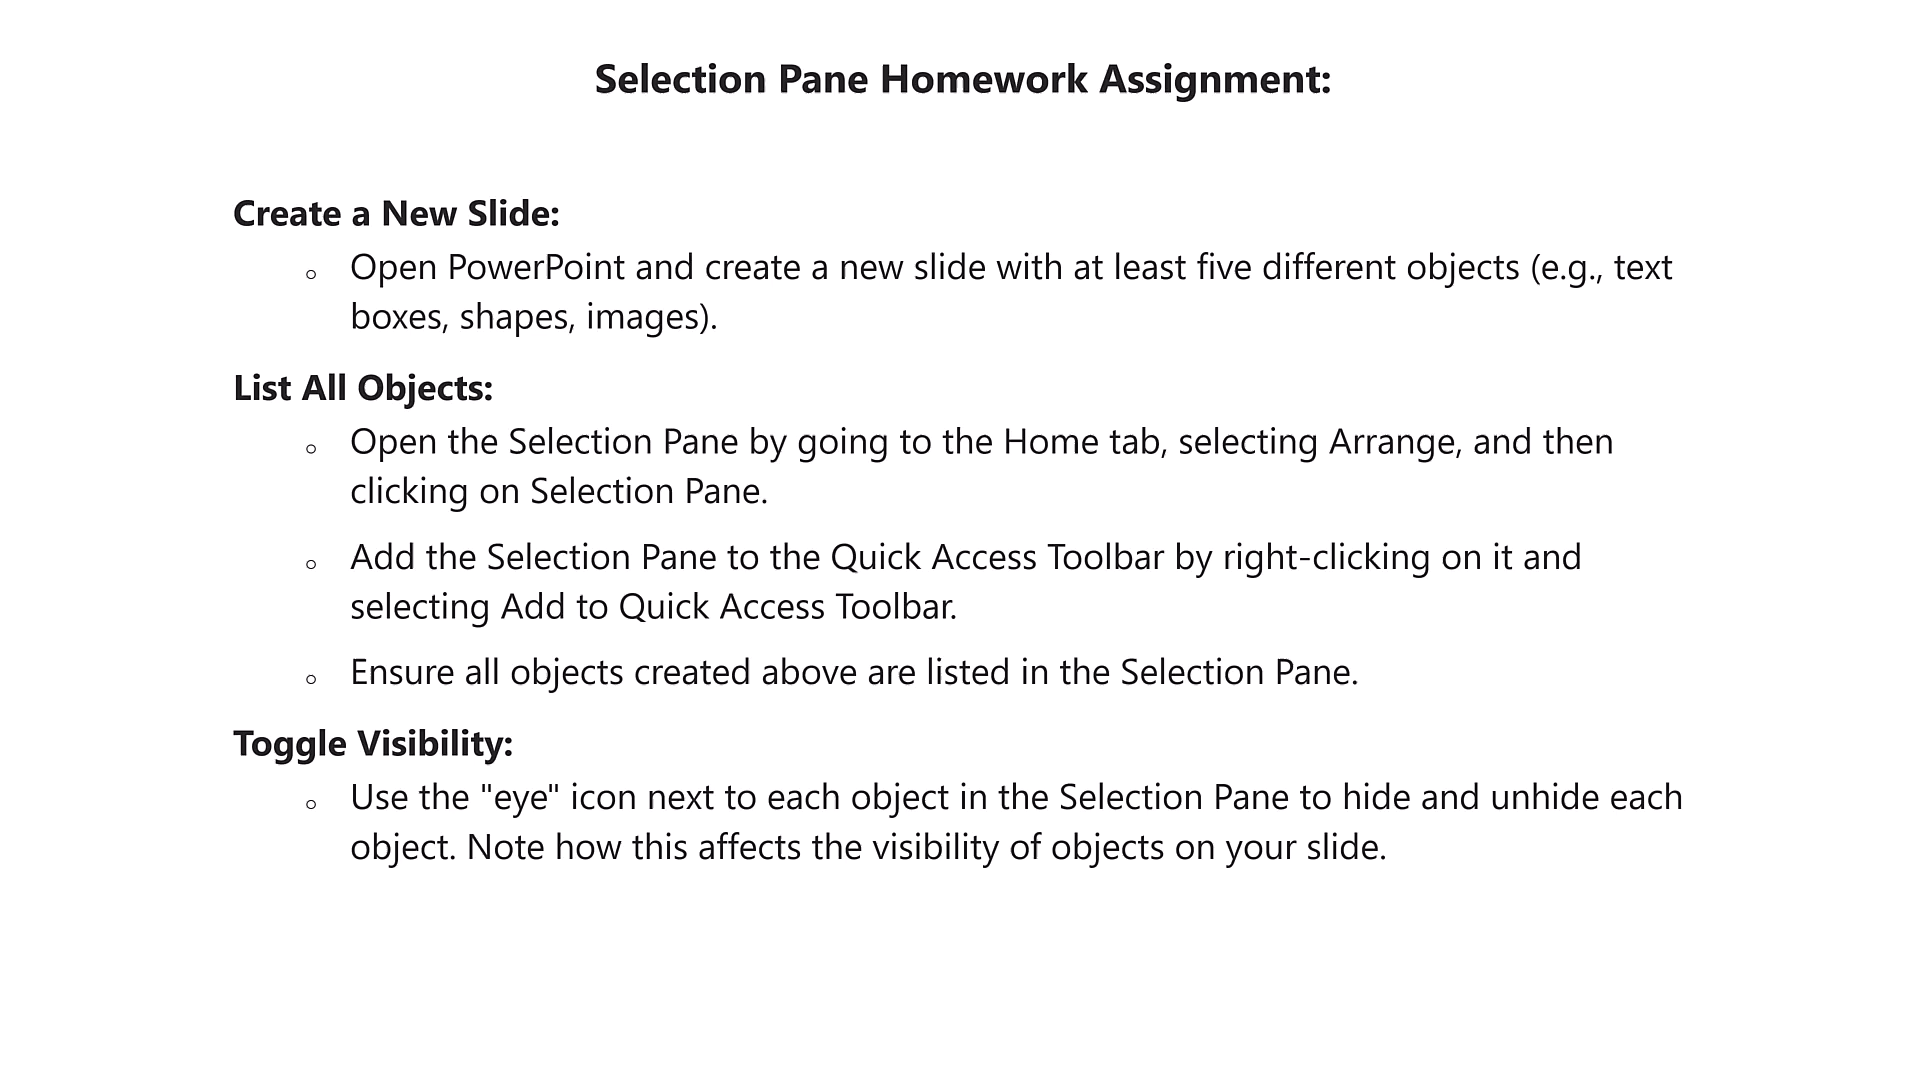 Selection Pane Homework Assignment:
Create a New Slide:
○ Open PowerPoint and create a new slide with at least five different objects (e.g., text
boxes, shapes, images).
List All Objects:
○ Open the Selection Pane by going to the Home tab, selecting Arrange, and then
clicking on Selection Pane.
○ Add the Selection Pane to the Quick Access Toolbar by right-clicking on it and
selecting Add to Quick Access Toolbar.
○ Ensure all objects created above are listed in the Selection Pane.
Toggle Visibility:
○ Use the "eye" icon next to each object in the Selection Pane to hide and unhide each
object. Note how this affects the visibility of objects on your slide.